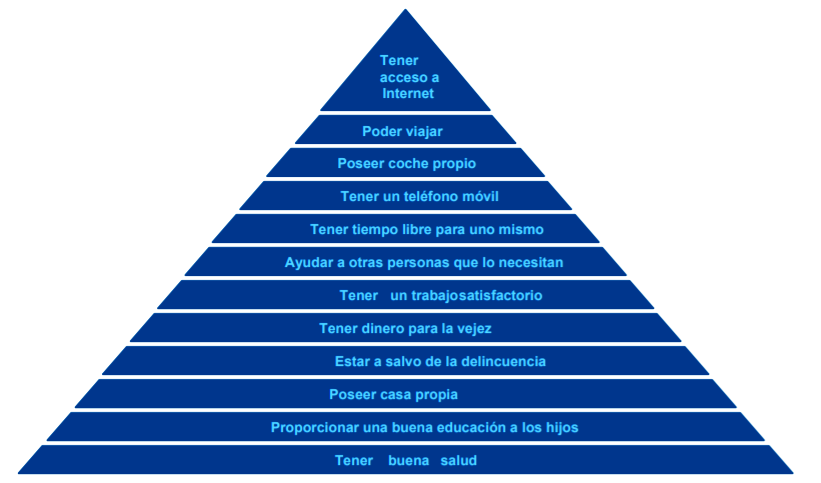 Tener
acceso a
Internet
Poder viajar
Poseer coche propio
Tener un teléfono móvil
Tener tiempo libre para uno mismo
Ayudar a otras personas que lo necesitan
Tener un trabajosatisfactorio
Tener dinero para la vejez
Estar a salvo de la delincuencia
Poseer casa propia
Proporcionar una buena educación a los hijos
Tener buena salud